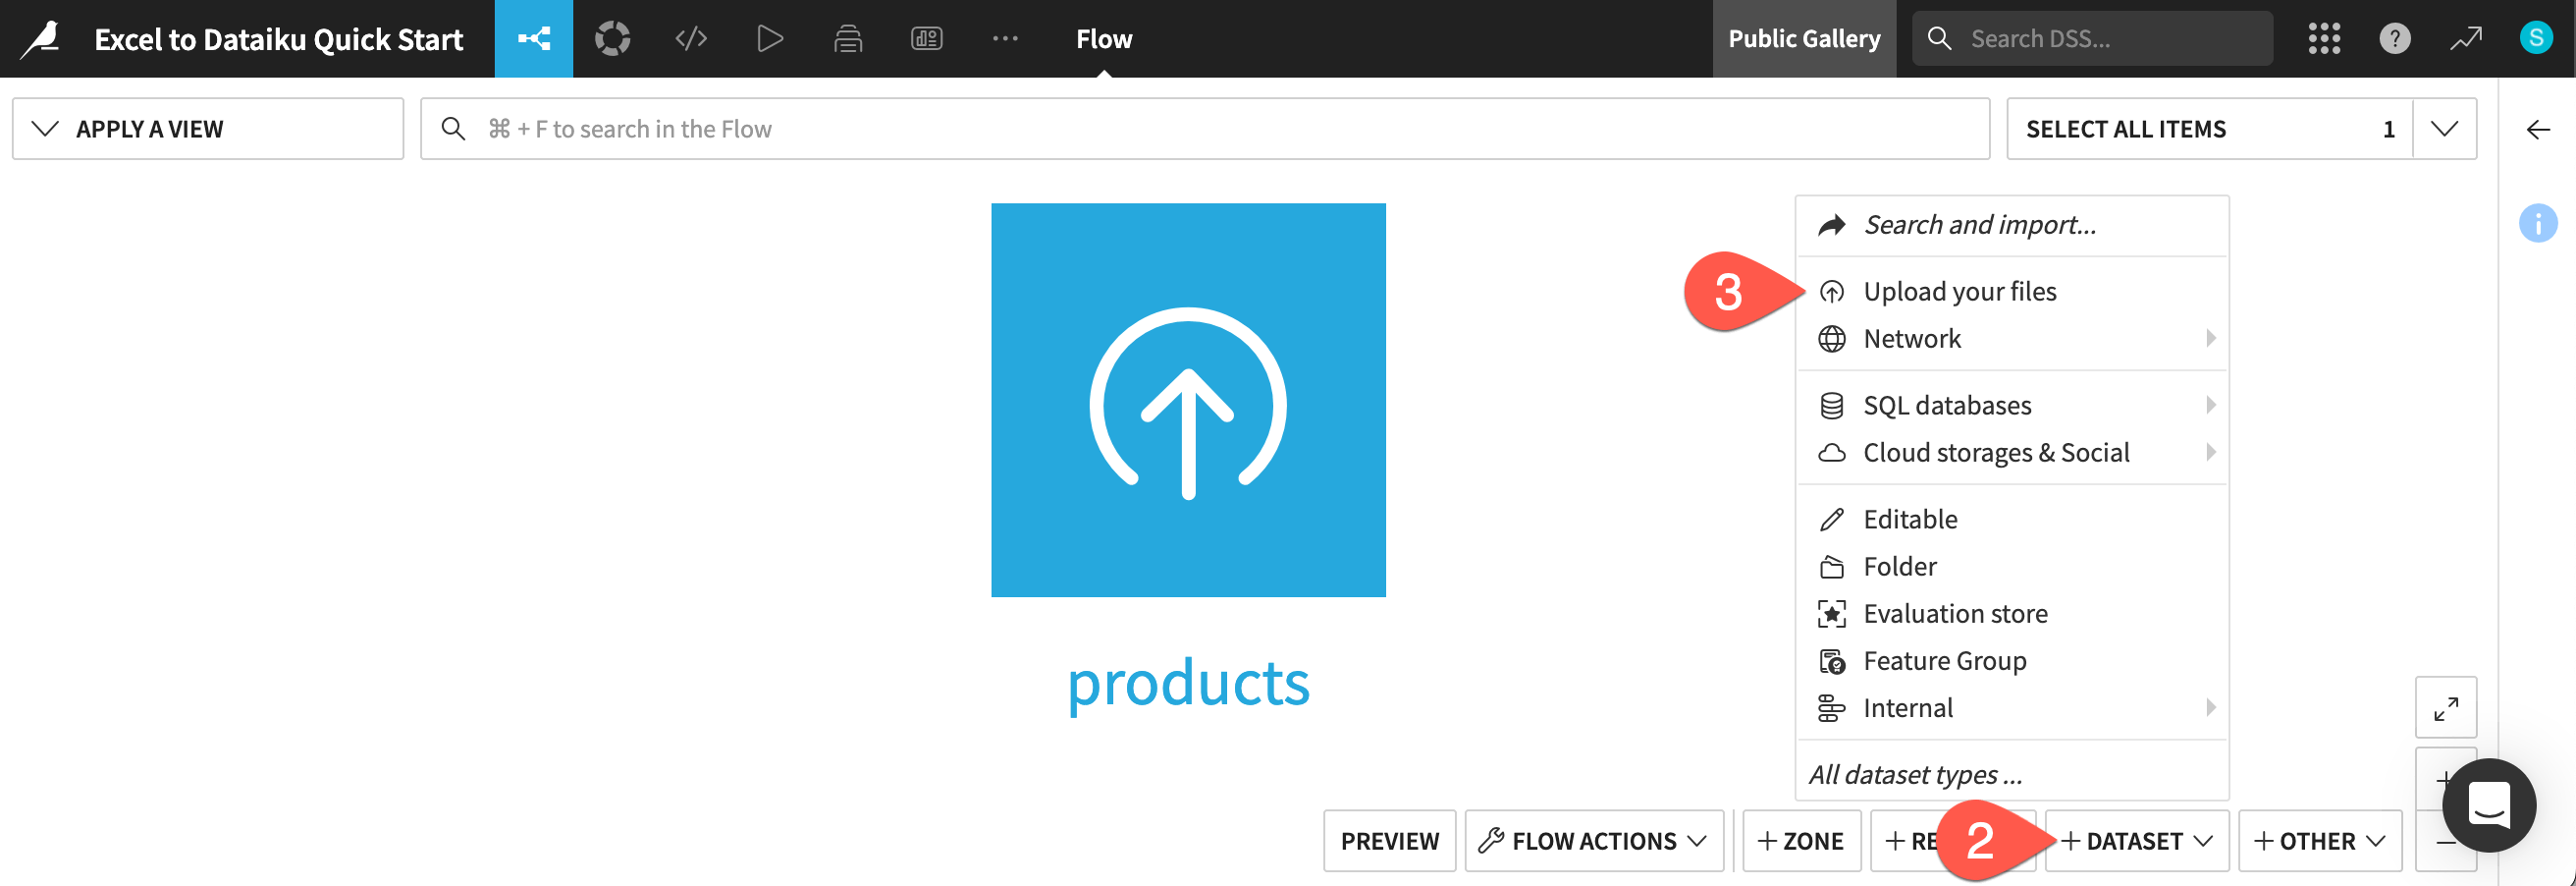 Excel to Dataiku Quick Start
Flow
Public Gallery
Search DSS...
?
S
APPLY A VIEW
⌘ + F to search in the Flow
SELECT ALL ITEMS 1
i
Search and import...
3
Upload your files
Network
SQL databases
Cloud storages & Social
Editable
Folder
Evaluation store
Feature Group
Internal
All dataset types ...
products
PREVIEW
FLOW ACTIONS
+ ZONE
+ RE
2
+ DATASET
+ OTHER